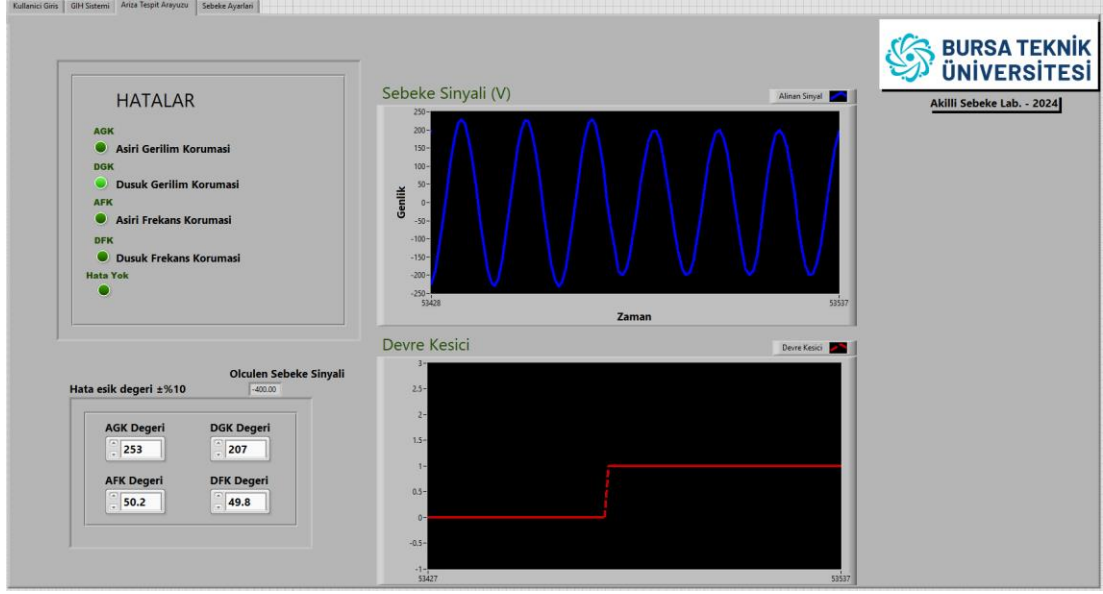 Kullanici Giris
GIH Sistemi
Ariza Tespit Arayuzu
Sebeke Ayarlari
BURSA TEKNİK
ÜNİVERSİTESİ
Akilli Sebeke Lab. - 2024
HATALAR
AGK
Asiri Gerilim Korumasi
DGK
Dusuk Gerilim Korumasi
AFK
Asiri Frekans Korumasi
DFK
Dusuk Frekans Korumasi
Hata Yok
Sebeke Sinyali (V)
Alinan Sinyal
Genlik
250
200
150
100
50
0
-50
-100
-150
-200
-250
53428
53537
Zaman
Devre Kesici
Devre Kesici
3
2.5
2
1.5
1
0.5
0
-0.5
-1
53427
53537
Olculen Sebeke Sinyali
Hata esik degeri ±%10
-400.00
AGK Degeri
DGK Degeri
253
207
AFK Degeri
DFK Degeri
50.2
49.8